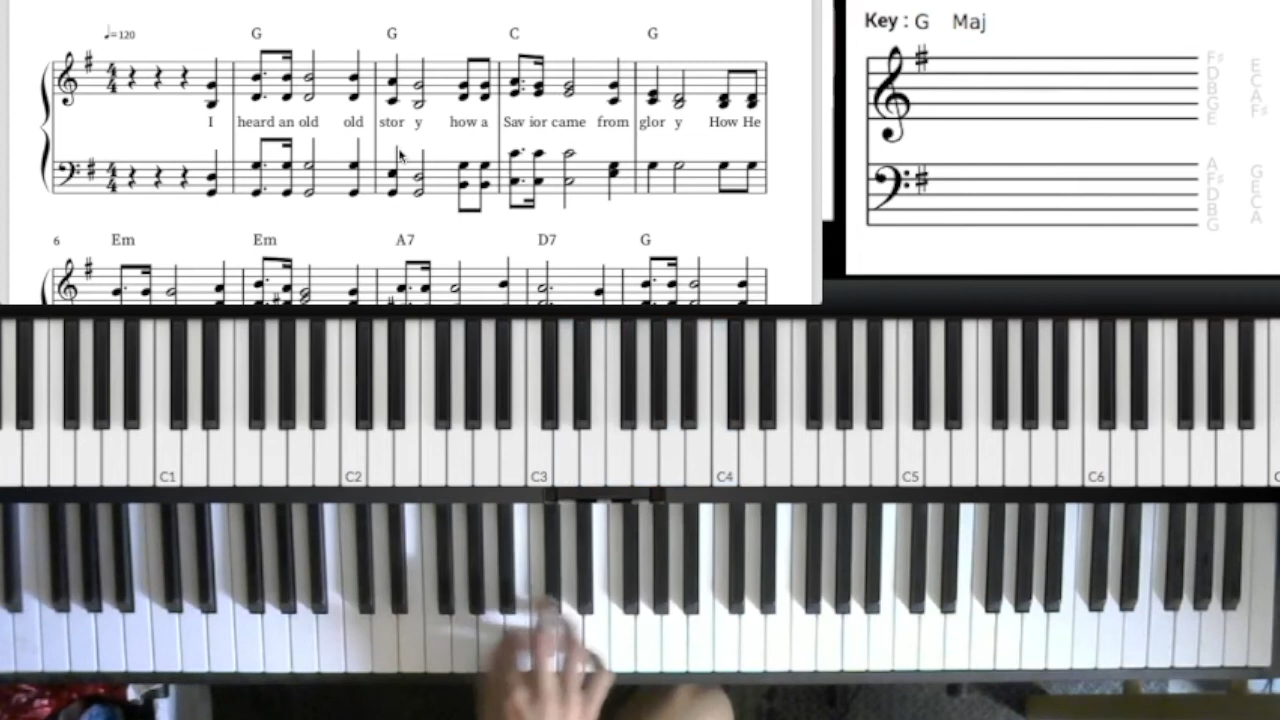 ♩=120
G G C G
I heard an old old stor y how a Sav ior came from glor y How He
6 Em Em A7 D7 G
Key : G Maj
F♯ E
D C
B A
G F♯
E
A G
F♯ E
D C
B A
G
C1 C2 C3 C4 C5 C6